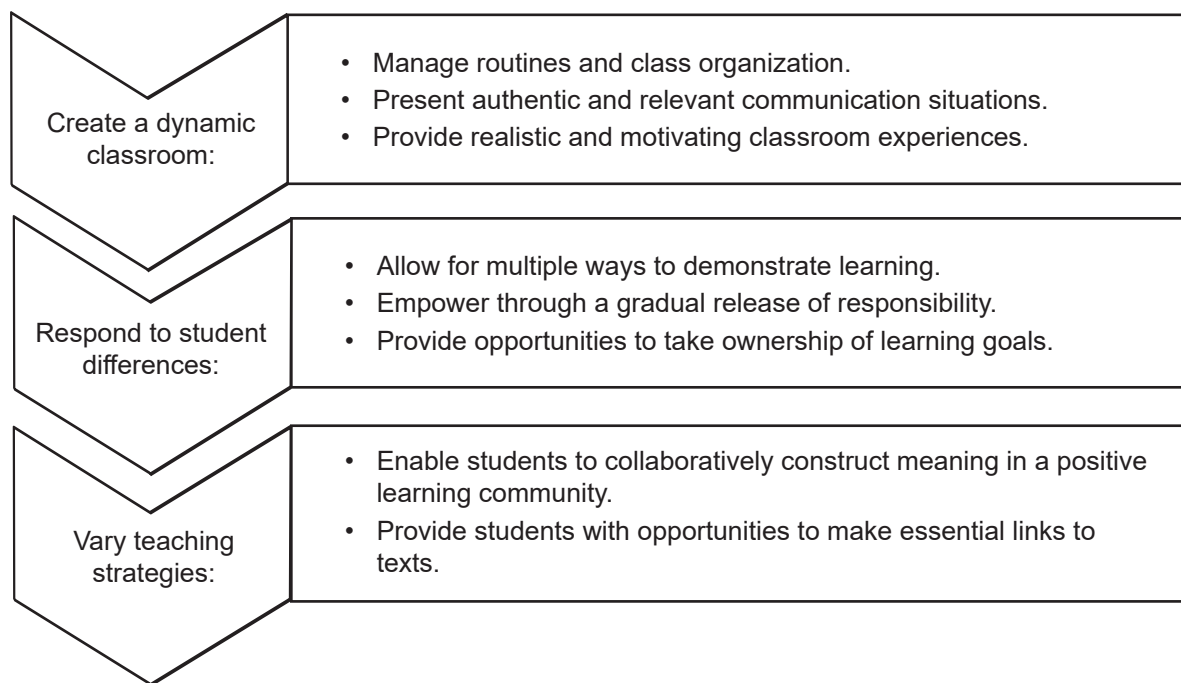 Create a dynamic
classroom:
• Manage routines and class organization.
• Present authentic and relevant communication situations.
• Provide realistic and motivating classroom experiences.
Respond to student
differences:
• Allow for multiple ways to demonstrate learning.
• Empower through a gradual release of responsibility.
• Provide opportunities to take ownership of learning goals.
Vary teaching
strategies:
• Enable students to collaboratively construct meaning in a positive
learning community.
• Provide students with opportunities to make essential links to
texts.